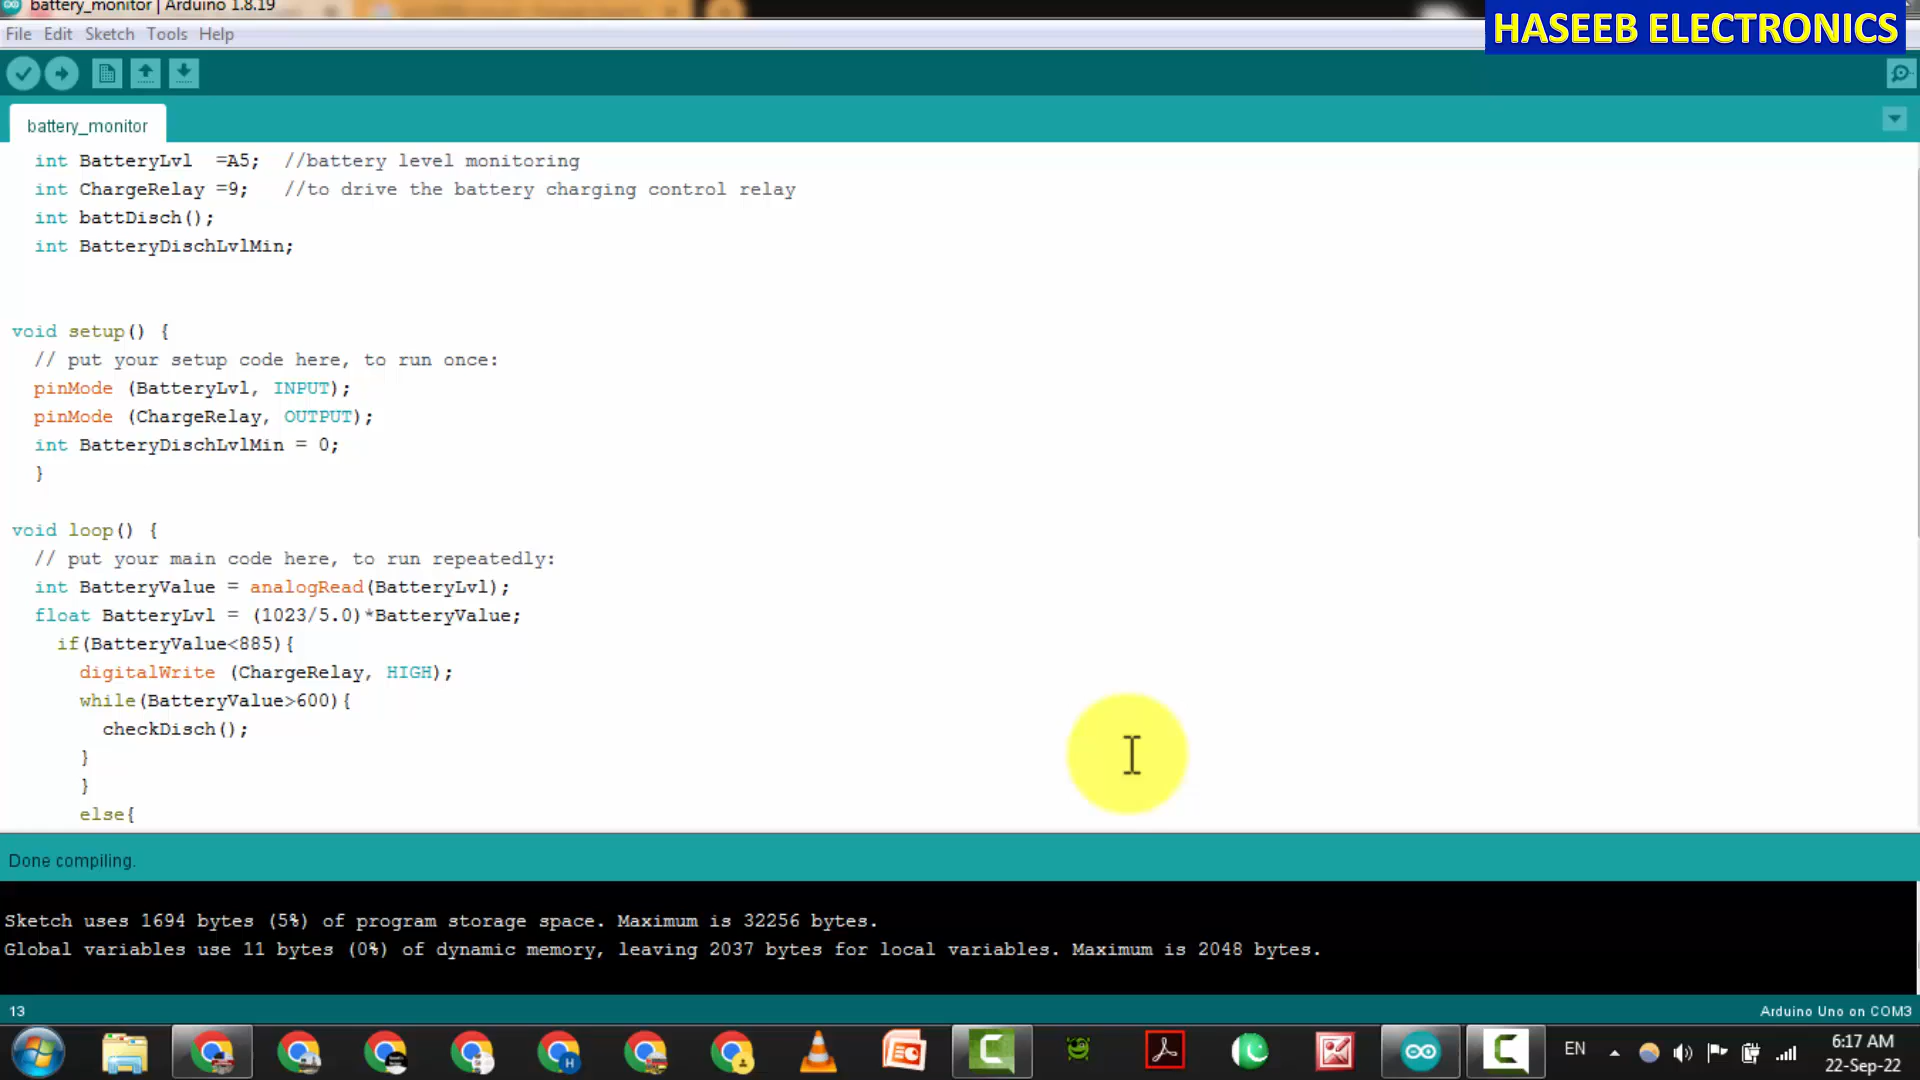 battery_monitor | Arduino 1.8.19
HASEEB ELECTRONICS
File Edit Sketch Tools Help
battery_monitor
int BatteryLvl =A5; //battery level monitoring
int ChargeRelay =9; //to drive the battery charging control relay
int battDisch();
int BatteryDischLvlMin;
void setup() {
// put your setup code here, to run once:
pinMode (BatteryLvl, INPUT);
pinMode (ChargeRelay, OUTPUT);
int BatteryDischLvlMin = 0;
}
void loop() {
// put your main code here, to run repeatedly:
int BatteryValue = analogRead(BatteryLvl);
float BatteryLvl = (1023/5.0)*BatteryValue;
if(BatteryValue<885){
digitalWrite (ChargeRelay, HIGH);
while(BatteryValue>600){
checkDisch();
}
}
else{
Done compiling.
Sketch uses 1694 bytes (5%) of program storage space. Maximum is 32256 bytes.
Global variables use 11 bytes (0%) of dynamic memory, leaving 2037 bytes for local variables. Maximum is 2048 bytes.
13
Arduino Uno on COM3
EN
6:17 AM
22-Sep-22